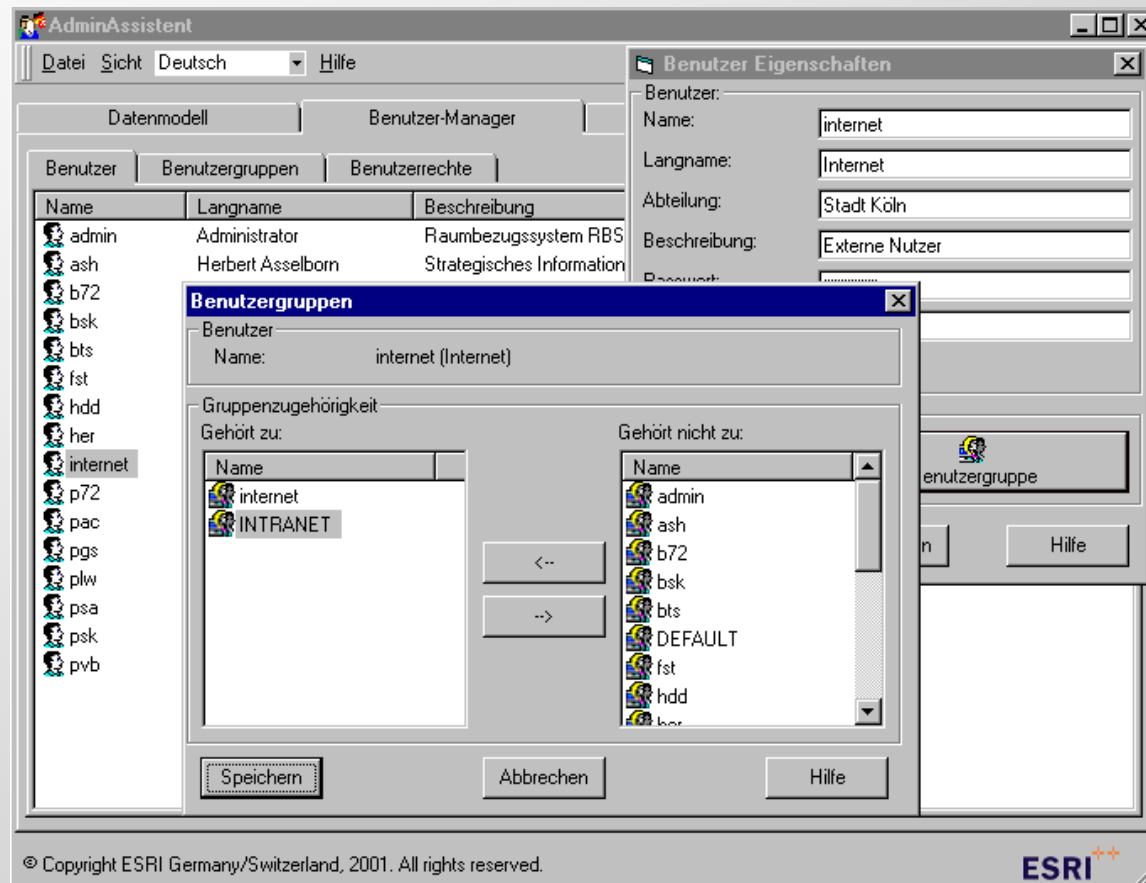 AdminAssistent
Datei Sicht Deutsch Hilfe
Datenmodell Benutzer-Manager
Benutzer Benutzergruppen Benutzerrechte
Name Langname Beschreibung
admin Administrator Raumbezugssystem RBS
ash Herbert Asselborn Strategisches Information
b72
bsk
bts
fst
hdd
her
internet
p72
pac
pgs
plw
psa
psk
pvb
Benutzer Eigenschaften
Benutzer:
Name: internet
Langname: Internet
Abteilung: Stadt Köln
Beschreibung: Externe Nutzer
Passwort:
enutzergruppe
n Hilfe
Benutzergruppen
Benutzer
Name: internet (Internet)
Gruppenzugehörigkeit
Gehört zu:
Name
internet
INTRANET
<--
-->
Gehört nicht zu:
Name
admin
ash
b72
bsk
bts
DEFAULT
fst
hdd
her
Speichern Abbrechen Hilfe
© Copyright ESRI Germany/Switzerland, 2001. All rights reserved.
ESRI++